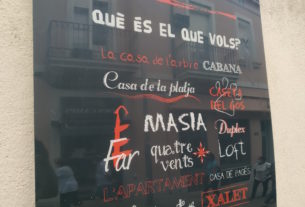 QUÈ ÉS EL QUE VOLS?
la casa de l'arbre CABANA
Casa de la platja CASETA DEL GOS
MASIA
Far quatre vents Duplex LOFT
L'APARTAMENT CASA DE PAGÈS
XALET